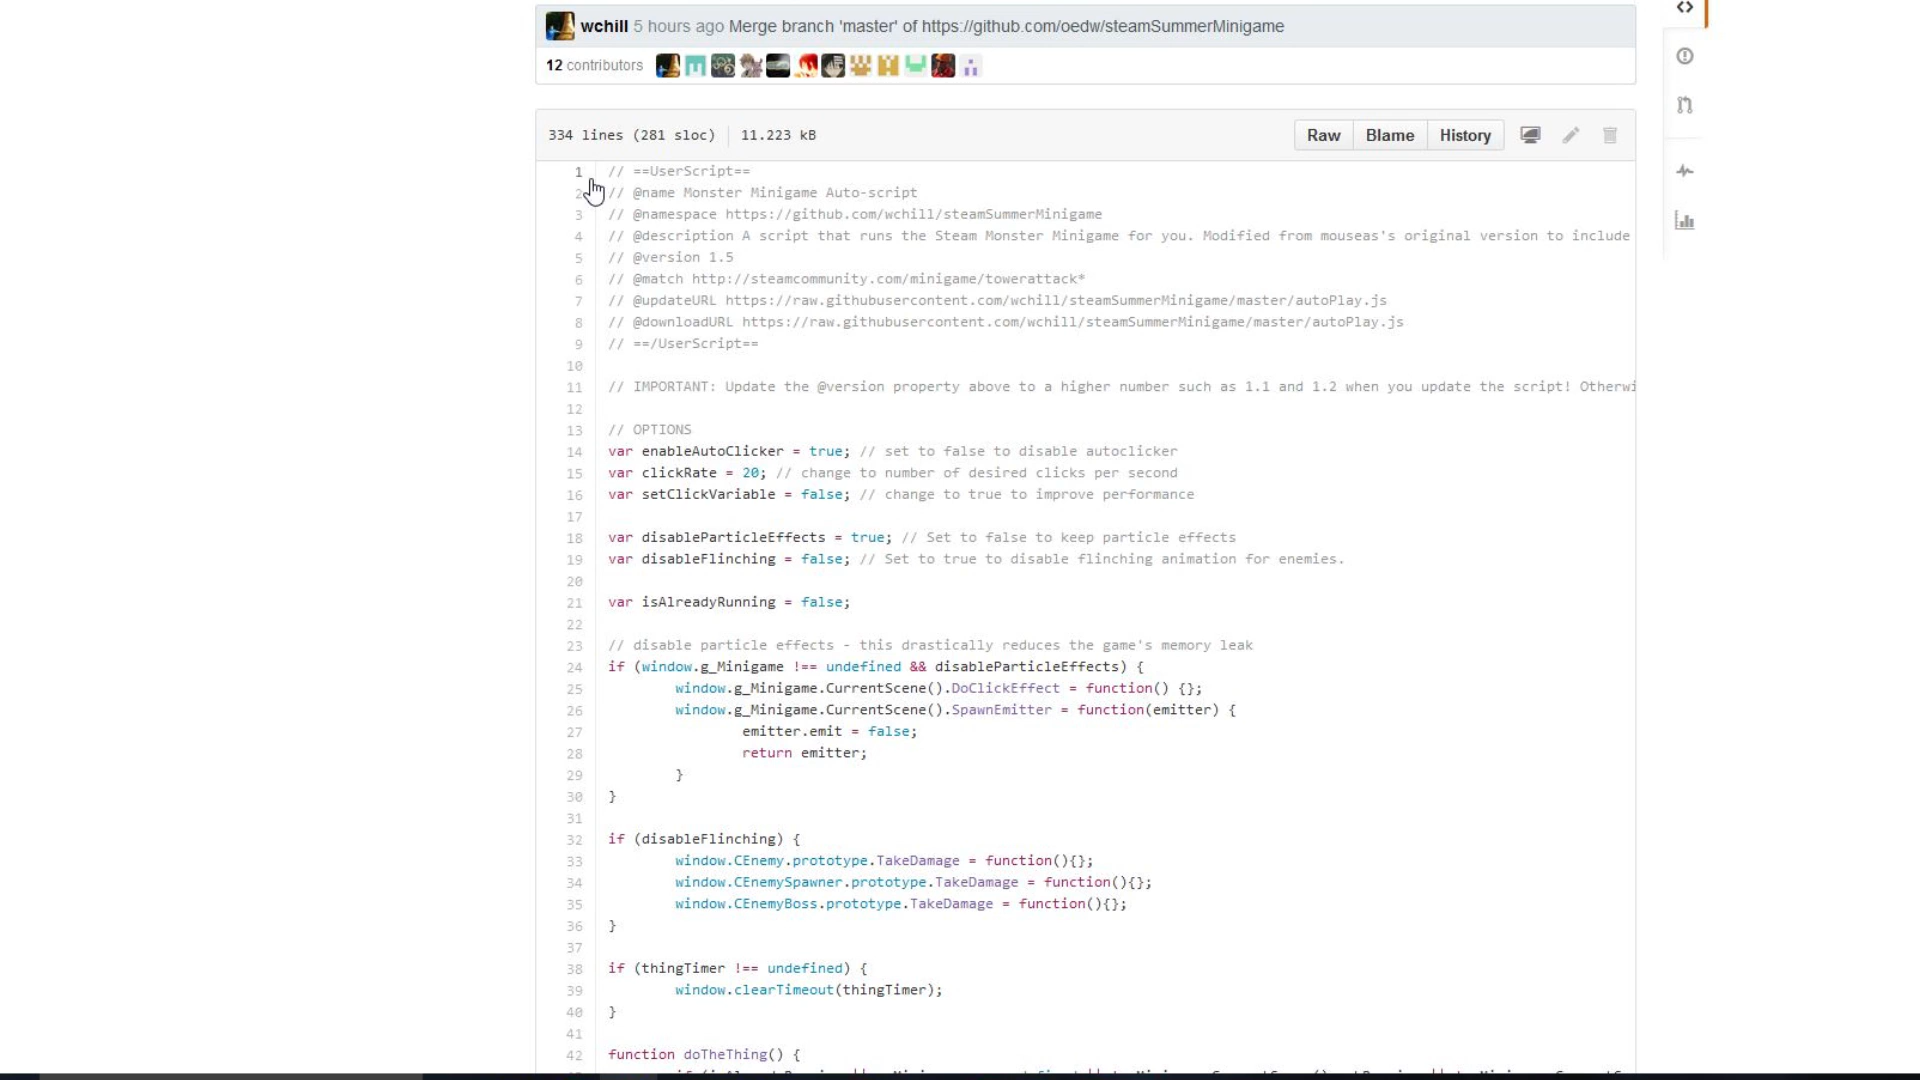 wchill 5 hours ago Merge branch 'master' of https://github.com/oedw/steamSummerMinigame
12 contributors
334 lines (281 sloc) 11.223 kB Raw Blame History
1 // ==UserScript==
2 // @name Monster Minigame Auto-script
3 // @namespace https://github.com/wchill/steamSummerMinigame
4 // @description A script that runs the Steam Monster Minigame for you. Modified from mouseas's original version to include
5 // @version 1.5
6 // @match http://steamcommunity.com/minigame/towerattack*
7 // @updateURL https://raw.githubusercontent.com/wchill/steamSummerMinigame/master/autoPlay.js
8 // @downloadURL https://raw.githubusercontent.com/wchill/steamSummerMinigame/master/autoPlay.js
9 // ==/UserScript==
10
11 // IMPORTANT: Update the @version property above to a higher number such as 1.1 and 1.2 when you update the script! Otherwi
12
13 // OPTIONS
14 var enableAutoClicker = true; // set to false to disable autoclicker
15 var clickRate = 20; // change to number of desired clicks per second
16 var setClickVariable = false; // change to true to improve performance
17
18 var disableParticleEffects = true; // Set to false to keep particle effects
19 var disableFlinching = false; // Set to true to disable flinching animation for enemies.
20
21 var isAlreadyRunning = false;
22
23 // disable particle effects - this drastically reduces the game's memory leak
24 if (window.g_Minigame !== undefined && disableParticleEffects) {
25 window.g_Minigame.CurrentScene().DoClickEffect = function() {};
26 window.g_Minigame.CurrentScene().SpawnEmitter = function(emitter) {
27 emitter.emit = false;
28 return emitter;
29 }
30 }
31
32 if (disableFlinching) {
33 window.CEnemy.prototype.TakeDamage = function(){};
34 window.CEnemySpawner.prototype.TakeDamage = function(){};
35 window.CEnemyBoss.prototype.TakeDamage = function(){};
36 }
37
38 if (thingTimer !== undefined) {
39 window.clearTimeout(thingTimer);
40 }
41
42 function doTheThing() {